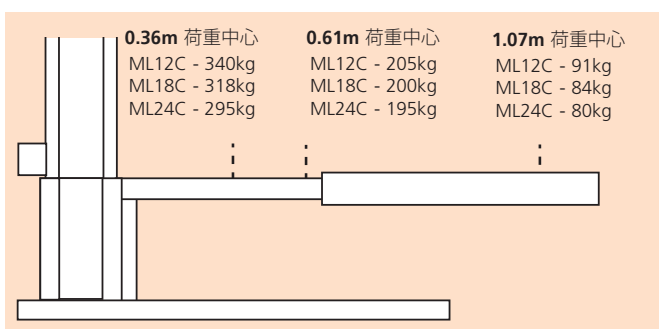 0.36m 荷重中心
ML12C - 340kg
ML18C - 318kg
ML24C - 295kg
0.61m 荷重中心
ML12C - 205kg
ML18C - 200kg
ML24C - 195kg
1.07m 荷重中心
ML12C - 91kg
ML18C - 84kg
ML24C - 80kg